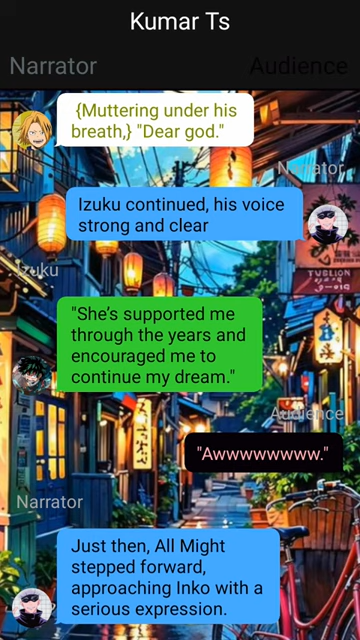 Kumar Ts
Narrator
Audience
{Muttering under his
breath,} "Dear god."
Narrator
Izuku continued, his voice
strong and clear
Izuku
"She's supported me
through the years and
encouraged me to
continue my dream."
Audience
"Awwwwwwww."
Narrator
Just then, All Might
stepped forward,
approaching Inko with a
serious expression.